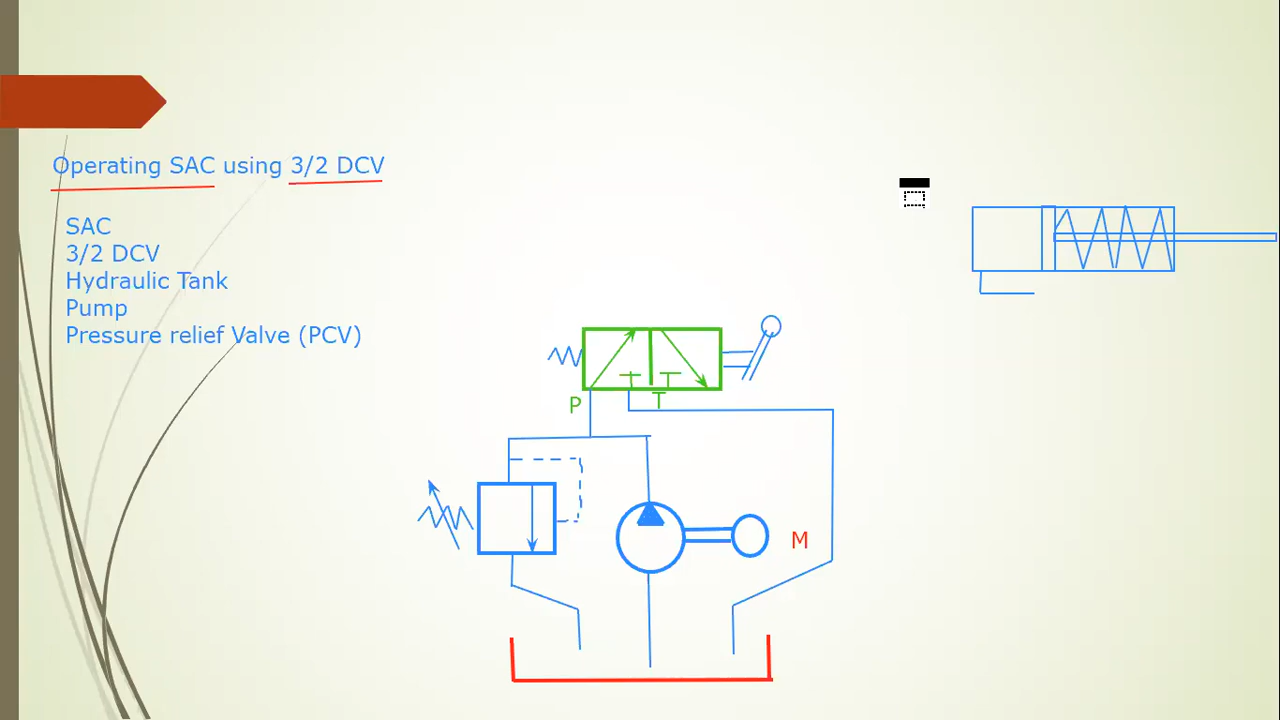 Operating SAC using 3/2 DCV
SAC
3/2 DCV
Hydraulic Tank
Pump
Pressure relief Valve (PCV)
P
T
M